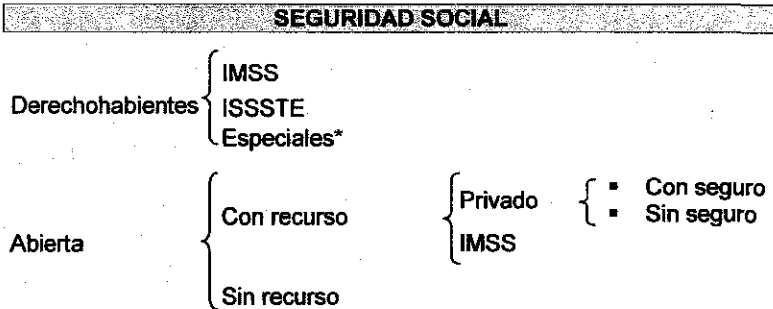 SEGURIDAD SOCIAL
Derechohabientes
IMSS
ISSSTE
Especiales*
Abierta
Con recurso
Privado
▪ Con seguro
▪ Sin seguro
IMSS
Sin recurso